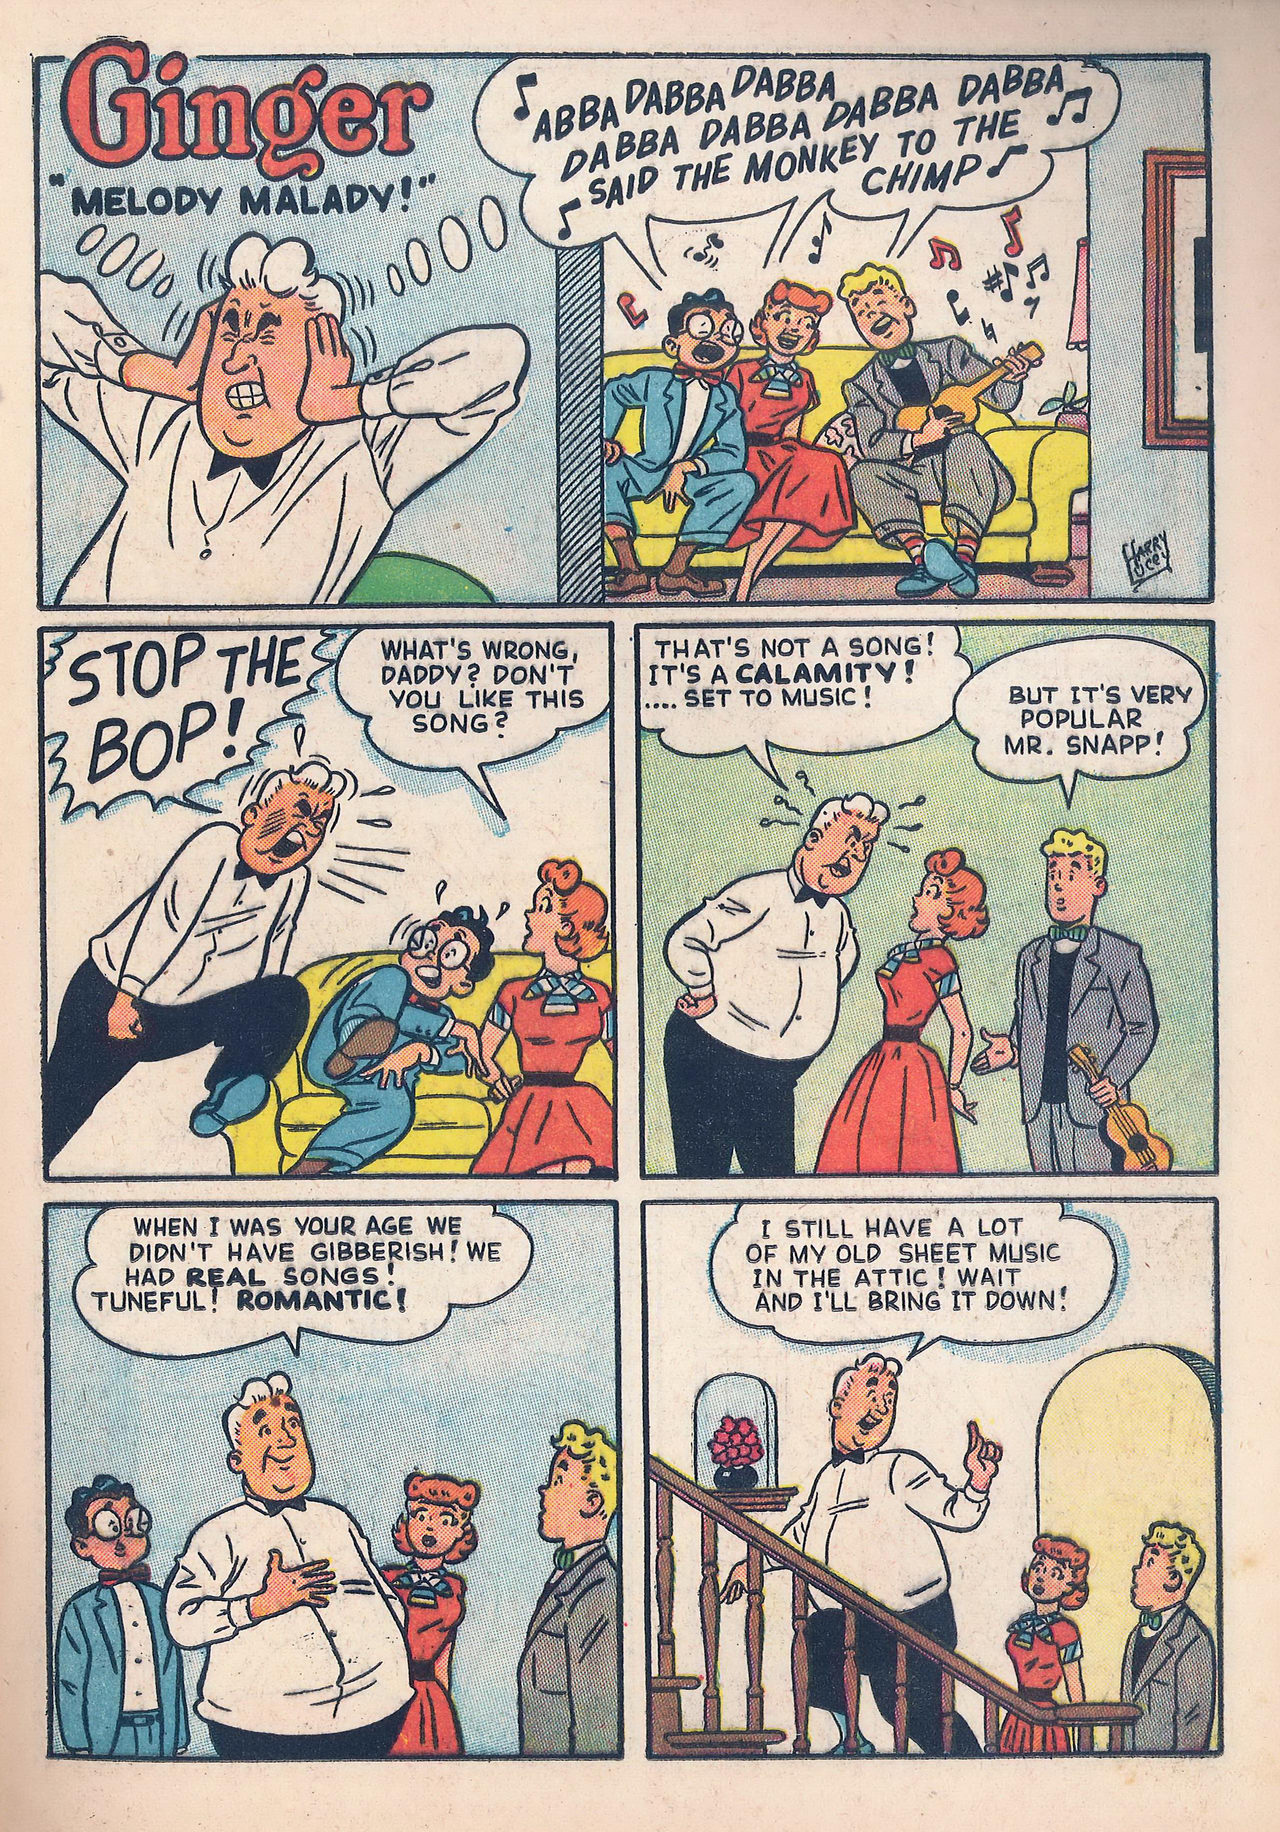 Ginger
"MELODY MALADY!"
ABBA DABBA DABBA
DABBA DABBA DABBA DABBA
SAID THE MONKEY TO THE
CHIMP
HARRY
LUCEY
STOP THE
BOP!
WHAT'S WRONG,
DADDY? DON'T
YOU LIKE THIS
SONG?
THAT'S NOT A SONG!
IT'S A CALAMITY!
....SET TO MUSIC!
BUT IT'S VERY
POPULAR
MR. SNAPP!
WHEN I WAS YOUR AGE WE
DIDN'T HAVE GIBBERISH! WE
HAD REAL SONGS!
TUNEFUL! ROMANTIC!
I STILL HAVE A LOT
OF MY OLD SHEET MUSIC
IN THE ATTIC! WAIT
AND I'LL BRING IT DOWN!